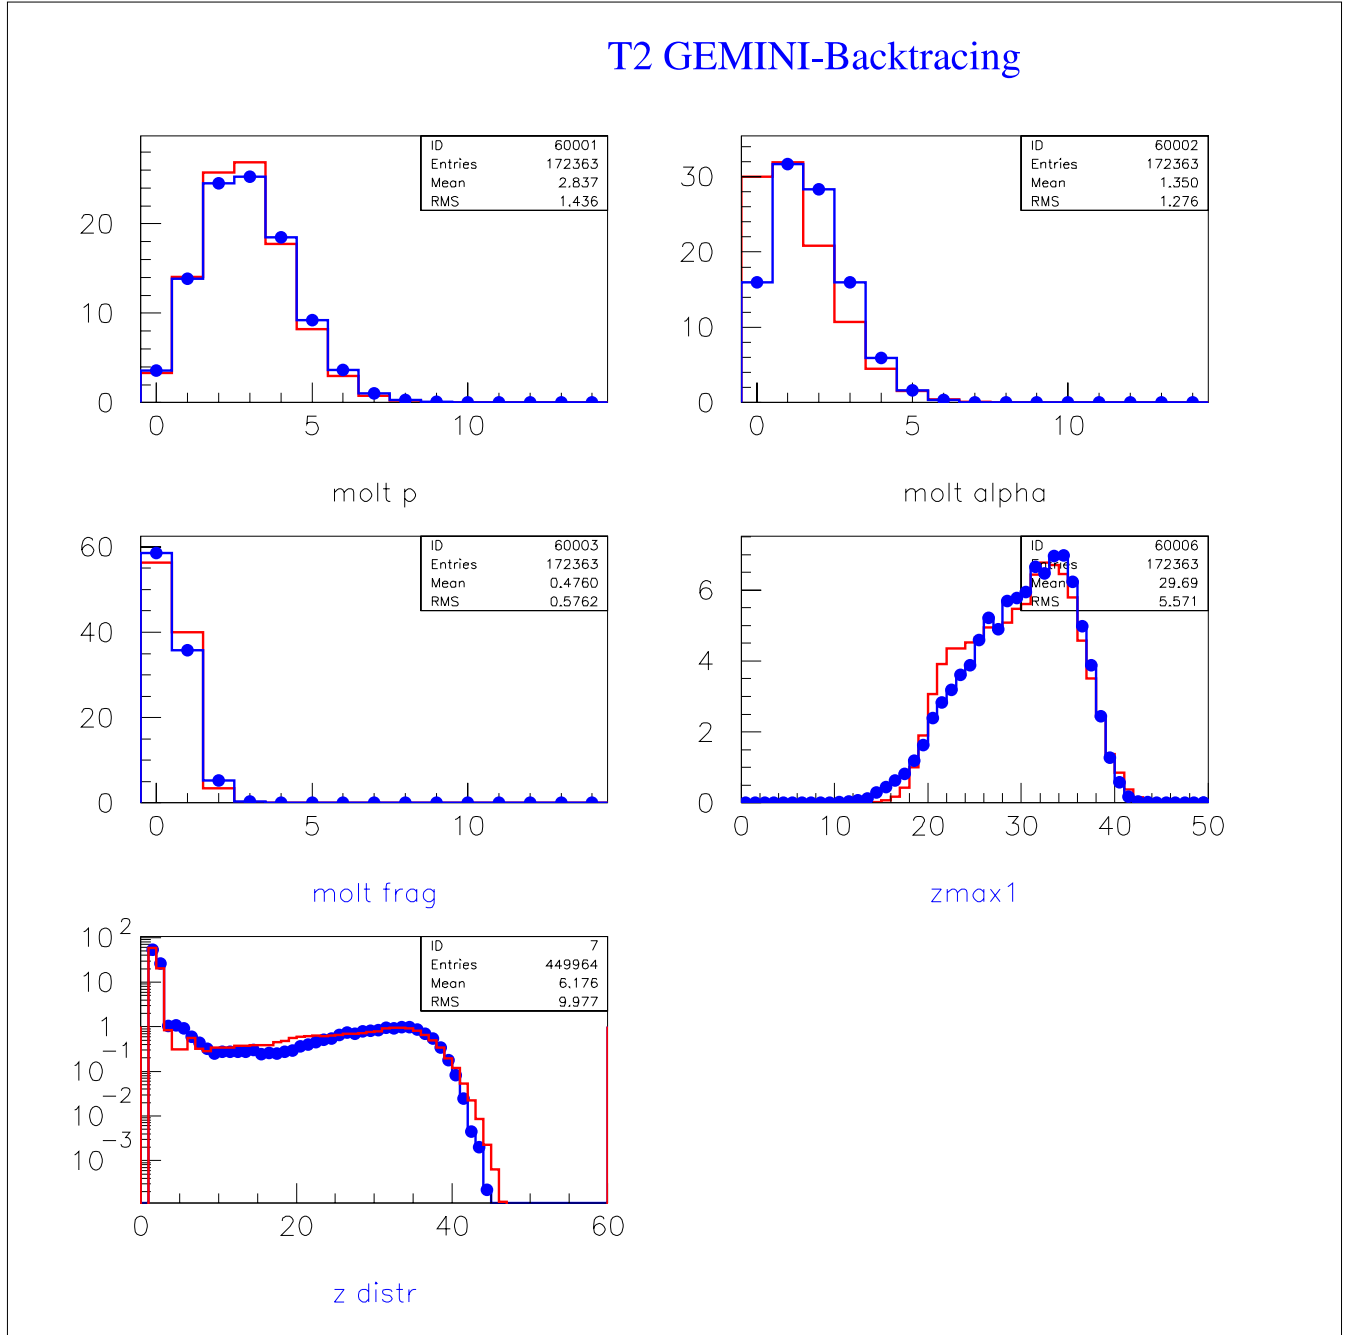 T2 GEMINI-Backtracing
ID 60001
Entries 172363
Mean 2.837
RMS 1.436
20
10
0
0 5 10
molt p
ID 60002
Entries 172363
Mean 1.350
RMS 1.276
30
20
10
0
0 5 10
molt alpha
ID 60003
Entries 172363
Mean 0.4760
RMS 0.5762
60
40
20
0
0 5 10
molt frag
ID 60006
Entries 172363
Mean 29.69
RMS 5.571
6
4
2
0
0 10 20 30 40 50
zmax1
ID 7
Entries 449964
Mean 6.176
RMS 9.977
10 2
10
1
10 -1
10 -2
10 -3
0 20 40 60
z distr